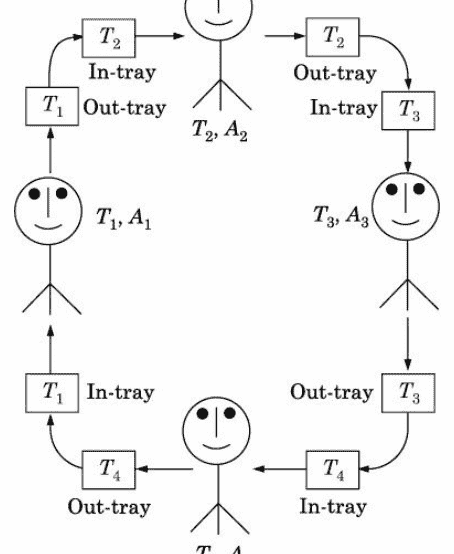 T₂
T₂
In-tray
Out-tray
T₁
Out-tray
In-tray
T₃
T₂, A₂
T₁, A₁
T₃, A₃
T₁
In-tray
Out-tray
T₃
T₄
T₄
Out-tray
In-tray